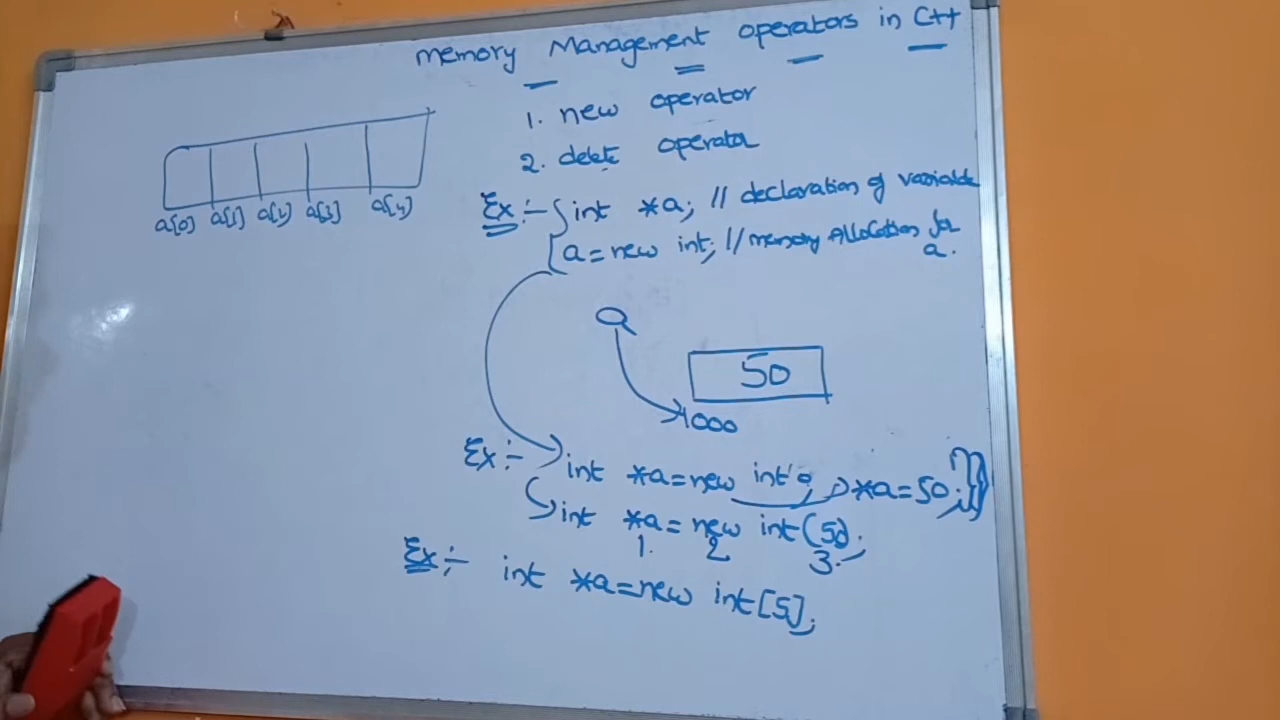 Memory Management operators in C++
1. new operator
2. delete operator
a[0] a[1] a[2] a[3] a[4]
Ex:- int *a; // declaration of variable
a = new int; // memory Allocation for a.
a
50
1000
Ex:- int *a=new int; *a=50;
int *a = new int(50);
1. 2 3.
Ex:- int *a=new int[5];